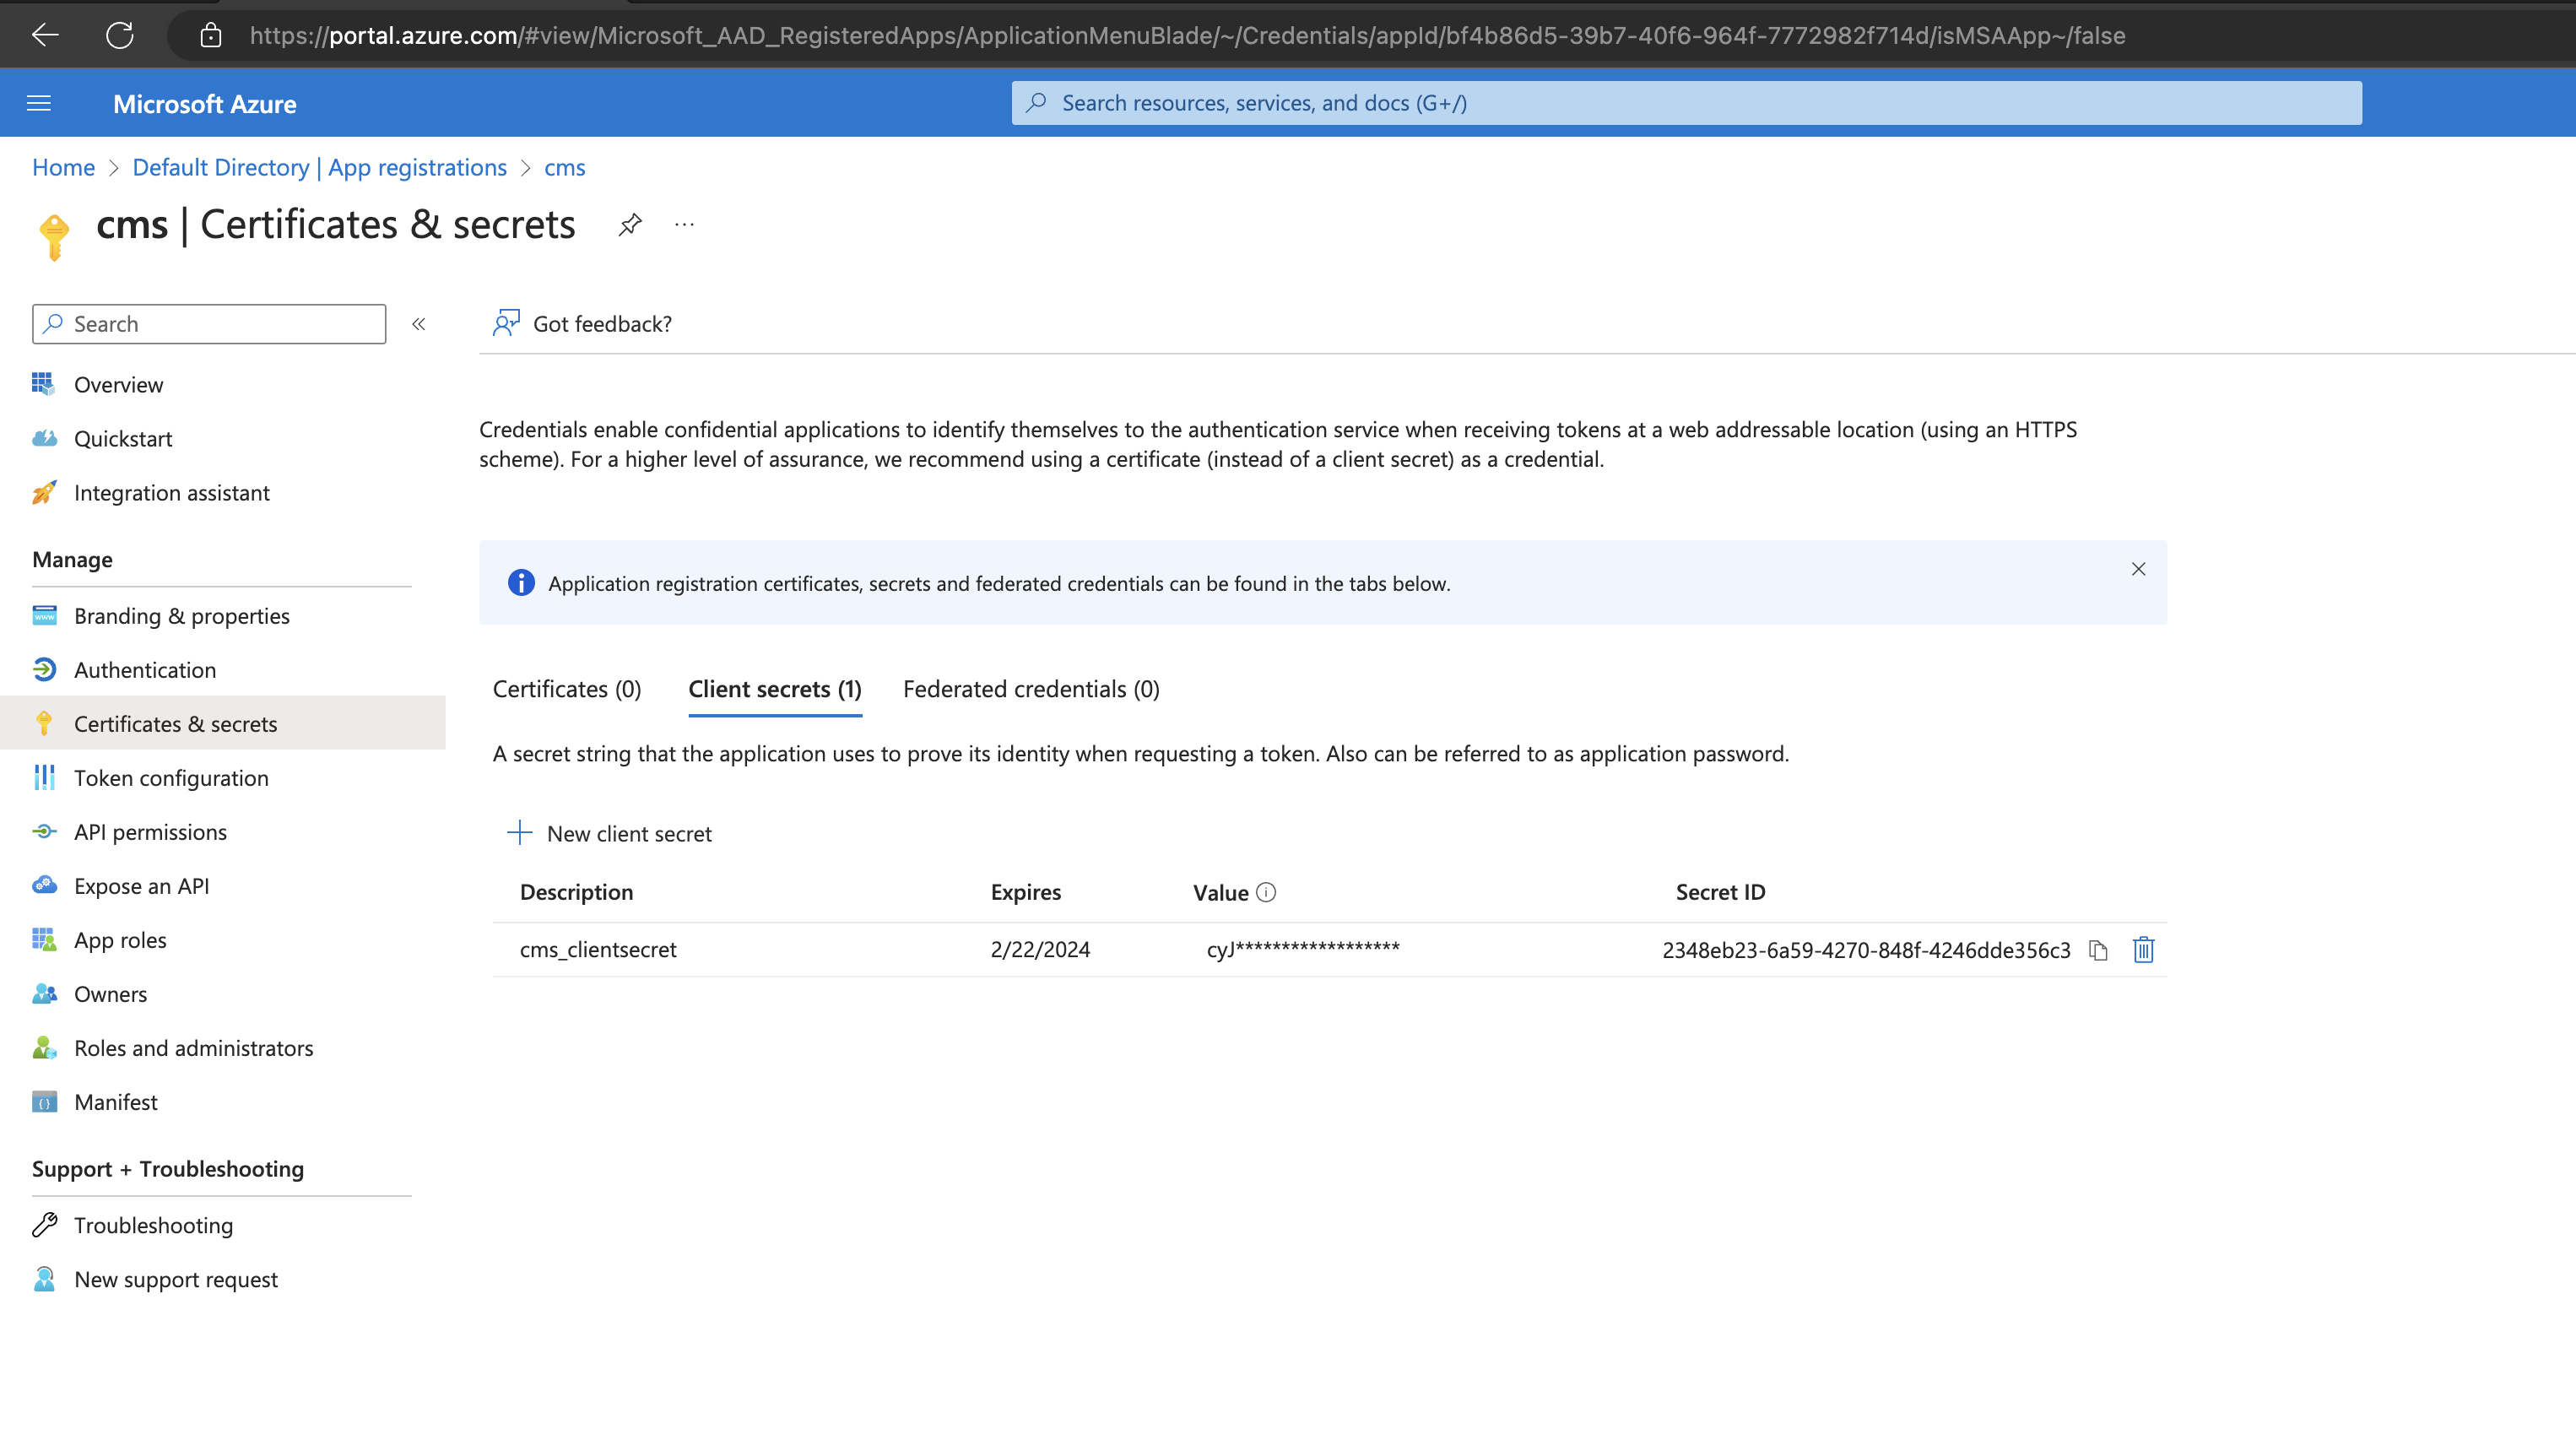 https://portal.azure.com/#view/Microsoft_AAD_RegisteredApps/ApplicationMenuBlade/~/Credentials/appId/bf4b86d5-39b7-40f6-964f-7772982f714d/isMSAApp~/false
Microsoft Azure
Search resources, services, and docs (G+/)
Home > Default Directory | App registrations > cms
cms | Certificates & secrets
Search
Got feedback?
Overview
Quickstart
Integration assistant
Manage
Branding & properties
Authentication
Certificates & secrets
Token configuration
API permissions
Expose an API
App roles
Owners
Roles and administrators
Manifest
Support + Troubleshooting
Troubleshooting
New support request
Credentials enable confidential applications to identify themselves to the authentication service when receiving tokens at a web addressable location (using an HTTPS
scheme). For a higher level of assurance, we recommend using a certificate (instead of a client secret) as a credential.
Application registration certificates, secrets and federated credentials can be found in the tabs below.
Certificates (0) Client secrets (1) Federated credentials (0)
A secret string that the application uses to prove its identity when requesting a token. Also can be referred to as application password.
New client secret
Description Expires Value Secret ID
cms_clientsecret 2/22/2024 cyJ****************** 2348eb23-6a59-4270-848f-4246dde356c3